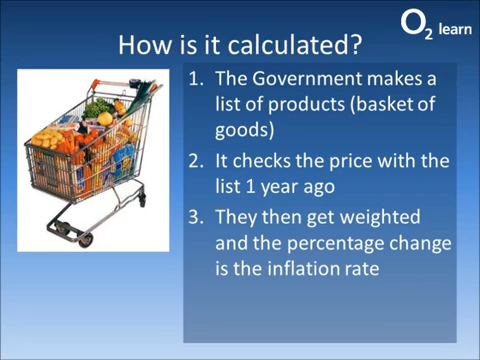 O2 learn
How is it calculated?
1. The Government makes a
list of products (basket of
goods)
2. It checks the price with the
list 1 year ago
3. They then get weighted
and the percentage change
is the inflation rate